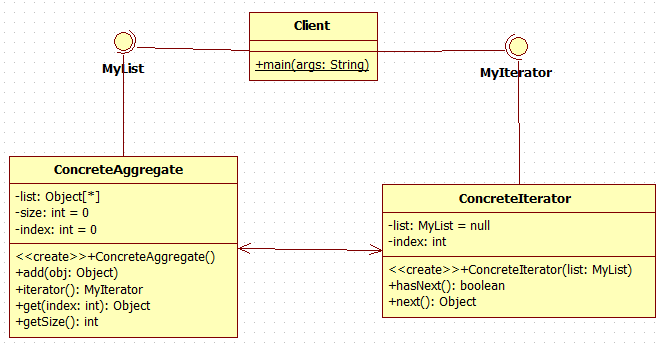 Client
+main(args: String)
MyList
MyIterator
ConcreteAggregate
-list: Object[*]
-size: int = 0
-index: int = 0
<<create>>+ConcreteAggregate()
+add(obj: Object)
+iterator(): MyIterator
+get(index: int): Object
+getSize(): int
ConcreteIterator
-list: MyList = null
-index: int
<<create>>+ConcreteIterator(list: MyList)
+hasNext(): boolean
+next(): Object